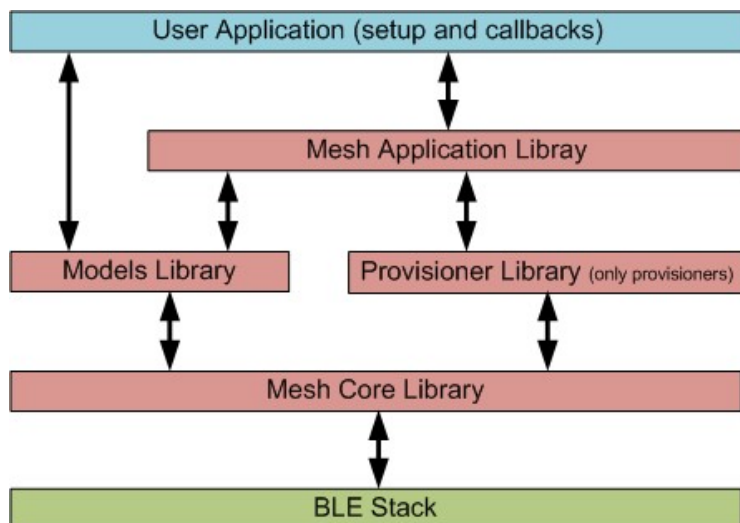 User Application (setup and callbacks)
Mesh Application Libray
Models Library
Provisioner Library (only provisioners)
Mesh Core Library
BLE Stack